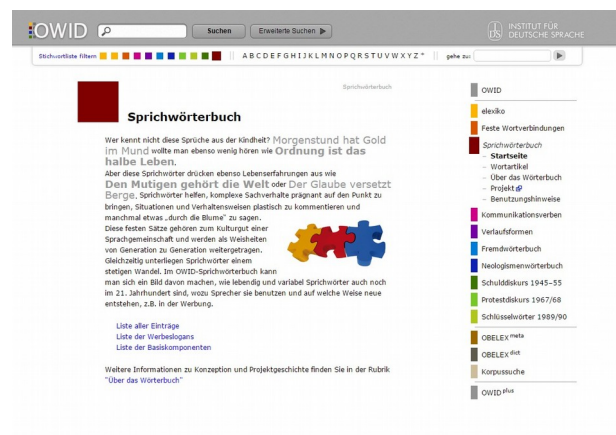 OWID
Suchen
Erweiterte Suchen
INSTITUT FÜR
DEUTSCHE SPRACHE
Stichwortliste filtern
A B C D E F G H I J K L M N O P Q R S T U V W X Y Z *
gehe zu:
Sprichwörterbuch
Sprichwörterbuch
Wer kennt nicht diese Sprüche aus der Kindheit? Morgenstund hat Gold
im Mund wollte man ebenso wenig hören wie Ordnung ist das
halbe Leben.
Aber diese Sprichwörter drücken ebenso Lebenserfahrungen aus wie
Den Mutigen gehört die Welt oder Der Glaube versetzt
Berge. Sprichwörter helfen, komplexe Sachverhalte prägnant auf den Punkt zu
bringen, Situationen und Verhaltensweisen plastisch zu kommentieren und
manchmal etwas „durch die Blume" zu sagen.
Diese festen Sätze gehören zum Kulturgut einer
Sprachgemeinschaft und werden als Weisheiten
von Generation zu Generation weitergetragen.
Gleichzeitig unterliegen Sprichwörter einem
stetigen Wandel. Im OWID-Sprichwörterbuch kann
man sich ein Bild davon machen, wie lebendig und variabel Sprichwörter auch noch
im 21. Jahrhundert sind, wozu Sprecher sie benutzen und auf welche Weise neue
entstehen, z.B. in der Werbung.
Liste aller Einträge
Liste der Werbeslogans
Liste der Basiskomponenten
Weitere Informationen zu Konzeption und Projektgeschichte finden Sie in der Rubrik
"Über das Wörterbuch"
OWID
elexiko
Feste Wortverbindungen
Sprichwörterbuch
– Startseite
– Wortartikel
– Über das Wörterbuch
– Projekt
– Benutzungshinweise
Kommunikationsverben
Verlaufsformen
Fremdwörterbuch
Neologismenwörterbuch
Schulddiskurs 1945–55
Protestdiskurs 1967/68
Schlüsselwörter 1989/90
OBELEX meta
OBELEX dict
Korpussuche
OWID plus